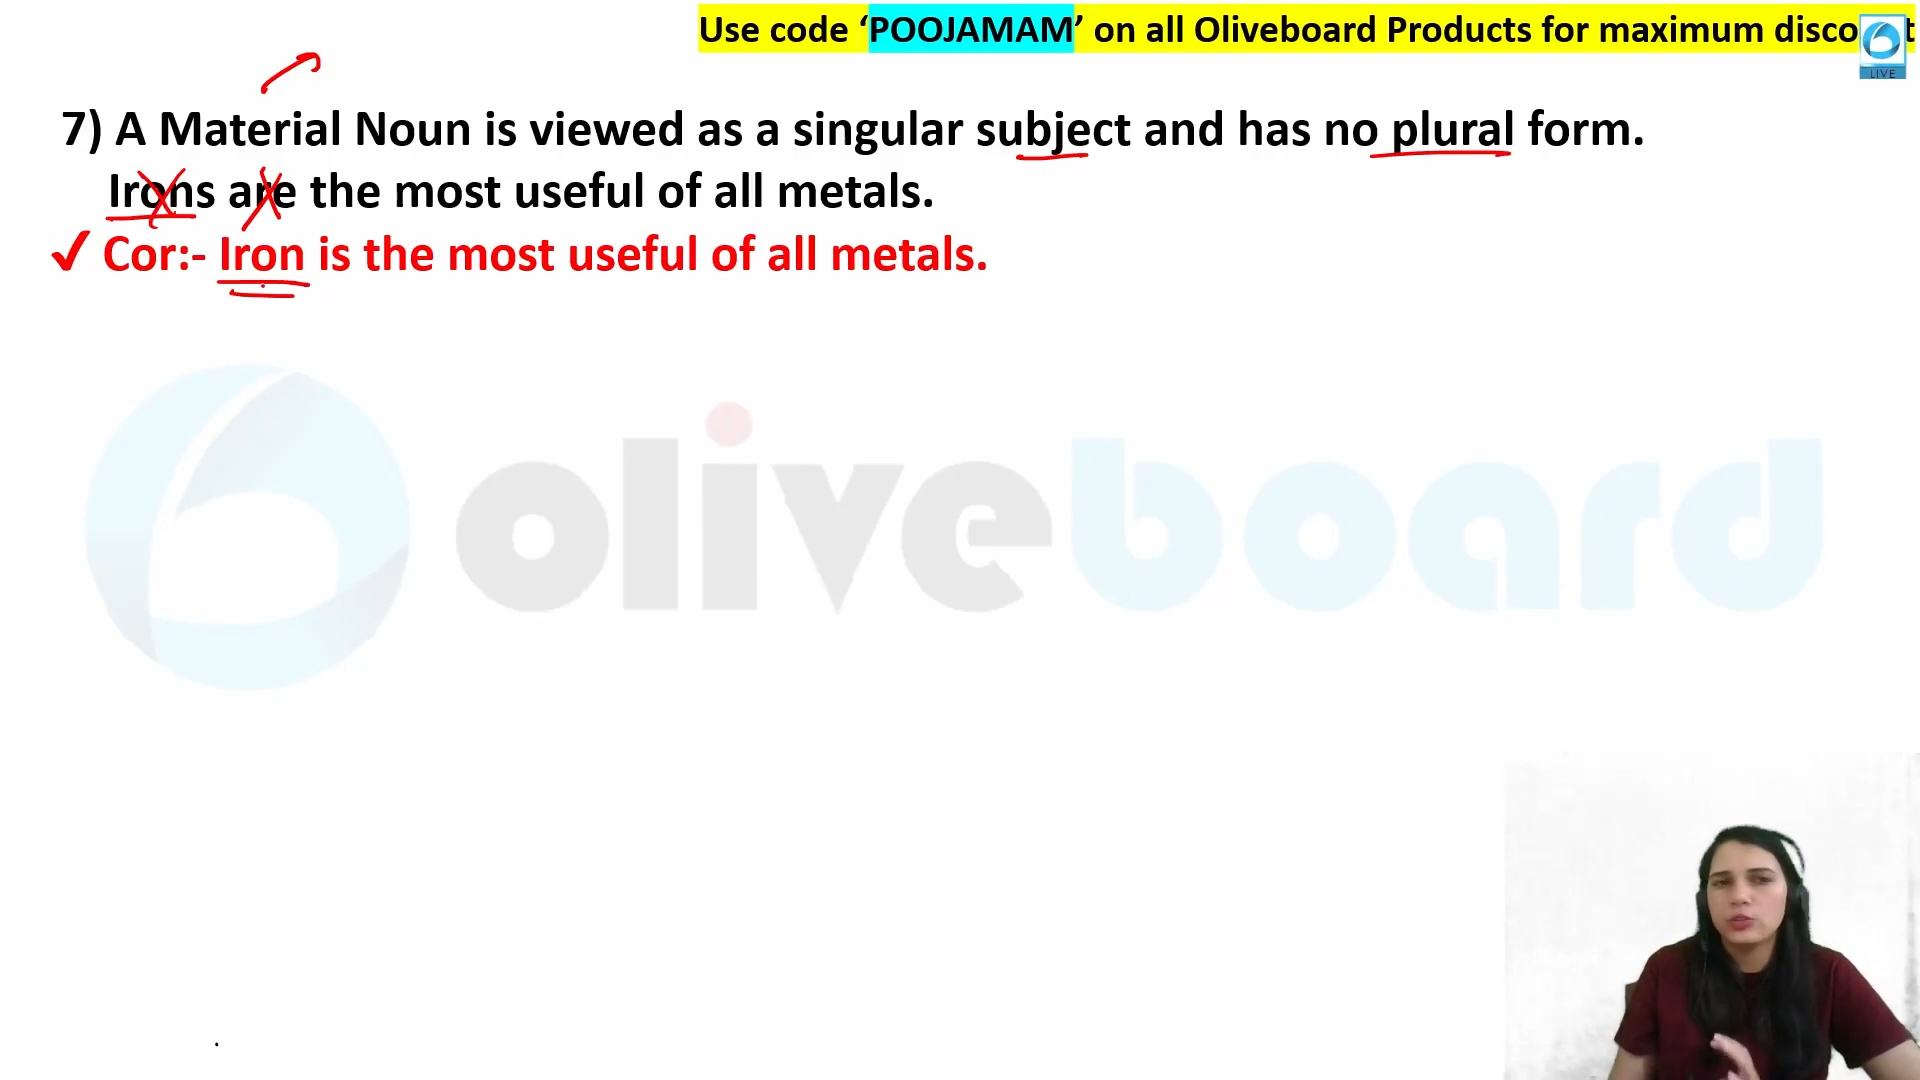 Use code ‘POOJAMAM’ on all Oliveboard Products for maximum disco t
LIVE
7) A Material Noun is viewed as a singular subject and has no plural form.
Irons are the most useful of all metals.
✓ Cor:- Iron is the most useful of all metals.
oliveboard